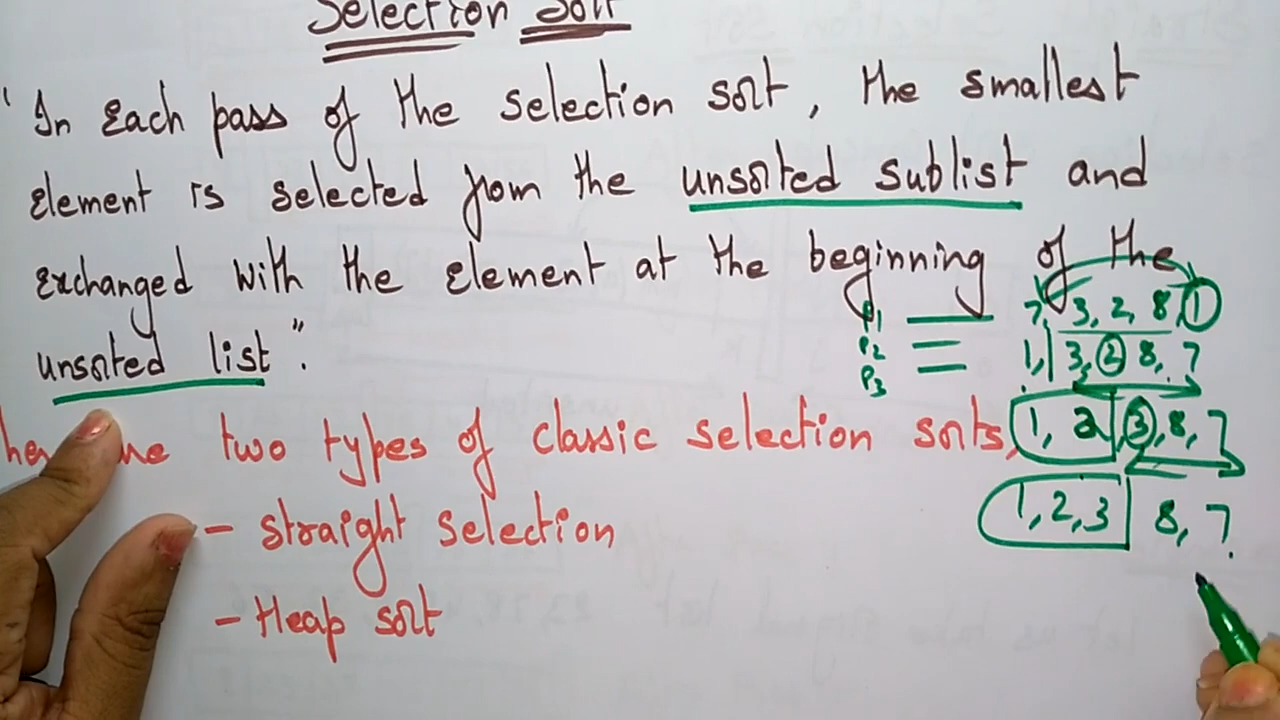 Selection Sort
"In Each pass of the selection sort, the smallest
element is selected from the unsorted sublist and
exchanged with the element at the beginning of the
unsorted list".
P1 7, 3, 2, 8, 1
P2 1, 3, 2 8, 7
P3
two types of classic selection sorts,
1, 2, 3, 8, 7
- straight selection
1, 2, 3 8, 7
- Heap sort